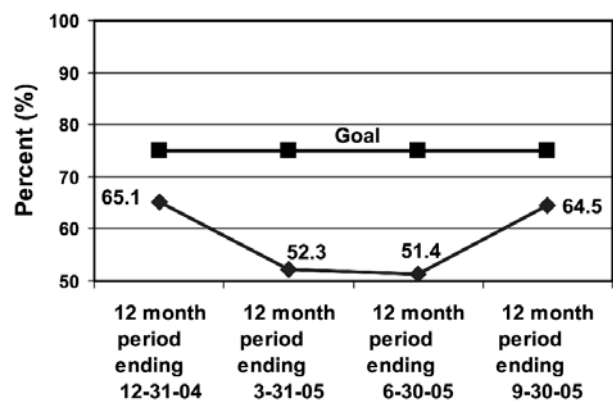 Percent (%)
100
90
80
70
60
50
Goal
65.1
52.3
51.4
64.5
12 month
period
ending
12-31-04
12 month
period
ending
3-31-05
12 month
period
ending
6-30-05
12 month
period
ending
9-30-05